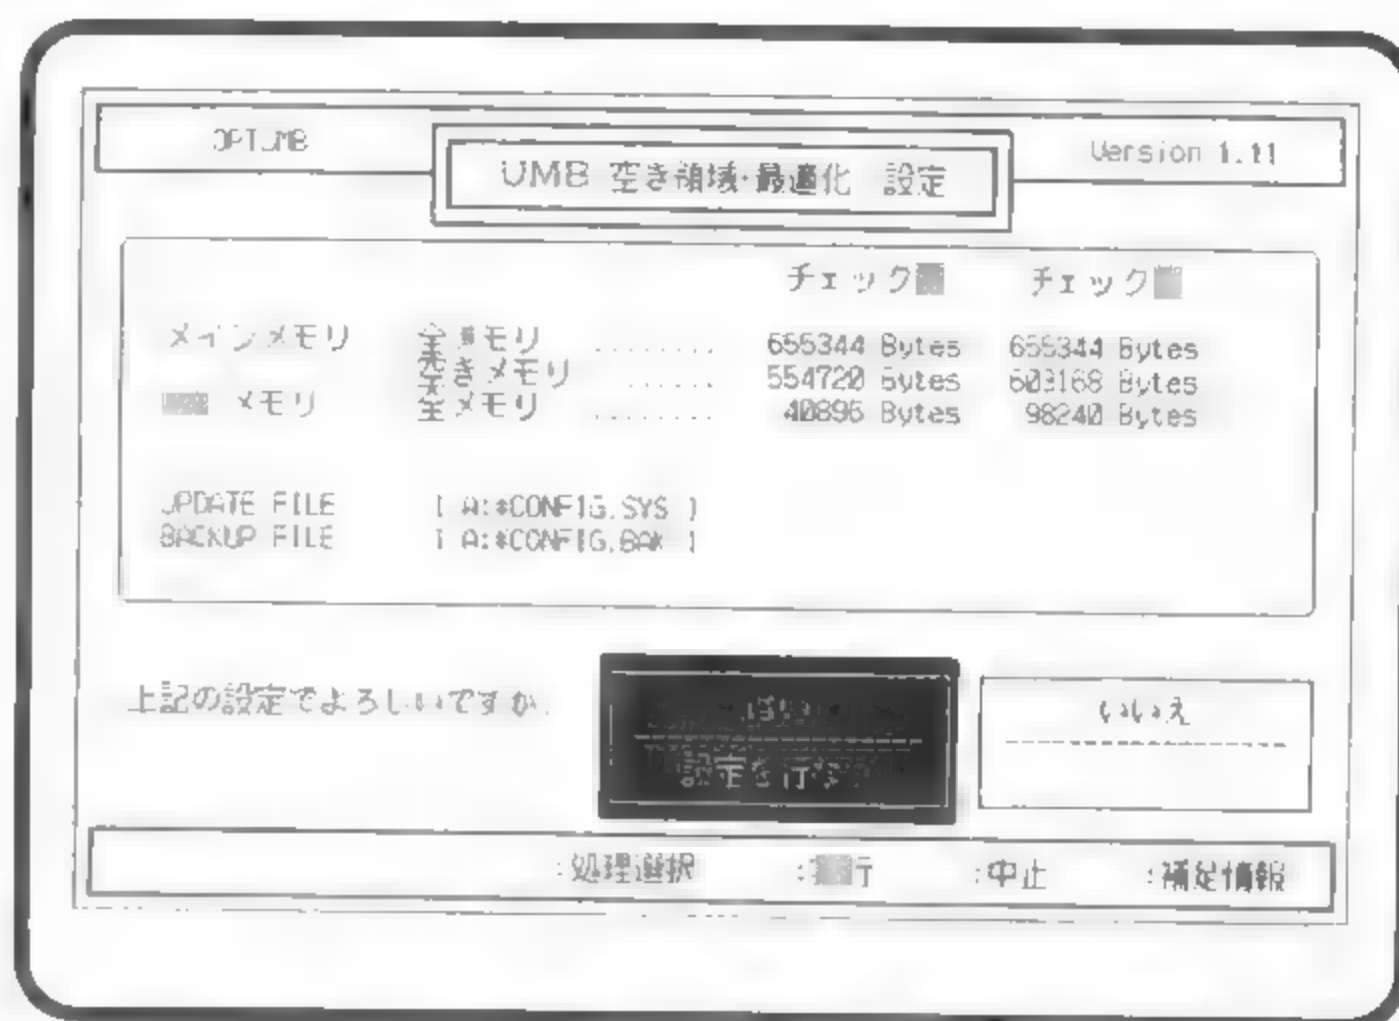 OPTUMB
UMB 空き領域・最適化 設定
Version 1.11
チェック チェック
メインメモリ 全メモリ ........ 655344 Bytes 655344 Bytes
空きメモリ ...... 554720 Bytes 603168 Bytes
メモリ 全メモリ ........ 40896 Bytes 98240 Bytes
UPDATE FILE [ A:¥CONFIG.SYS ]
BACKUP FILE [ A:¥CONFIG.BAK ]
上記の設定でよろしいですか.
はい
いいえ
設定を行なう
:処理選択 :実行 :中止 :補足情報